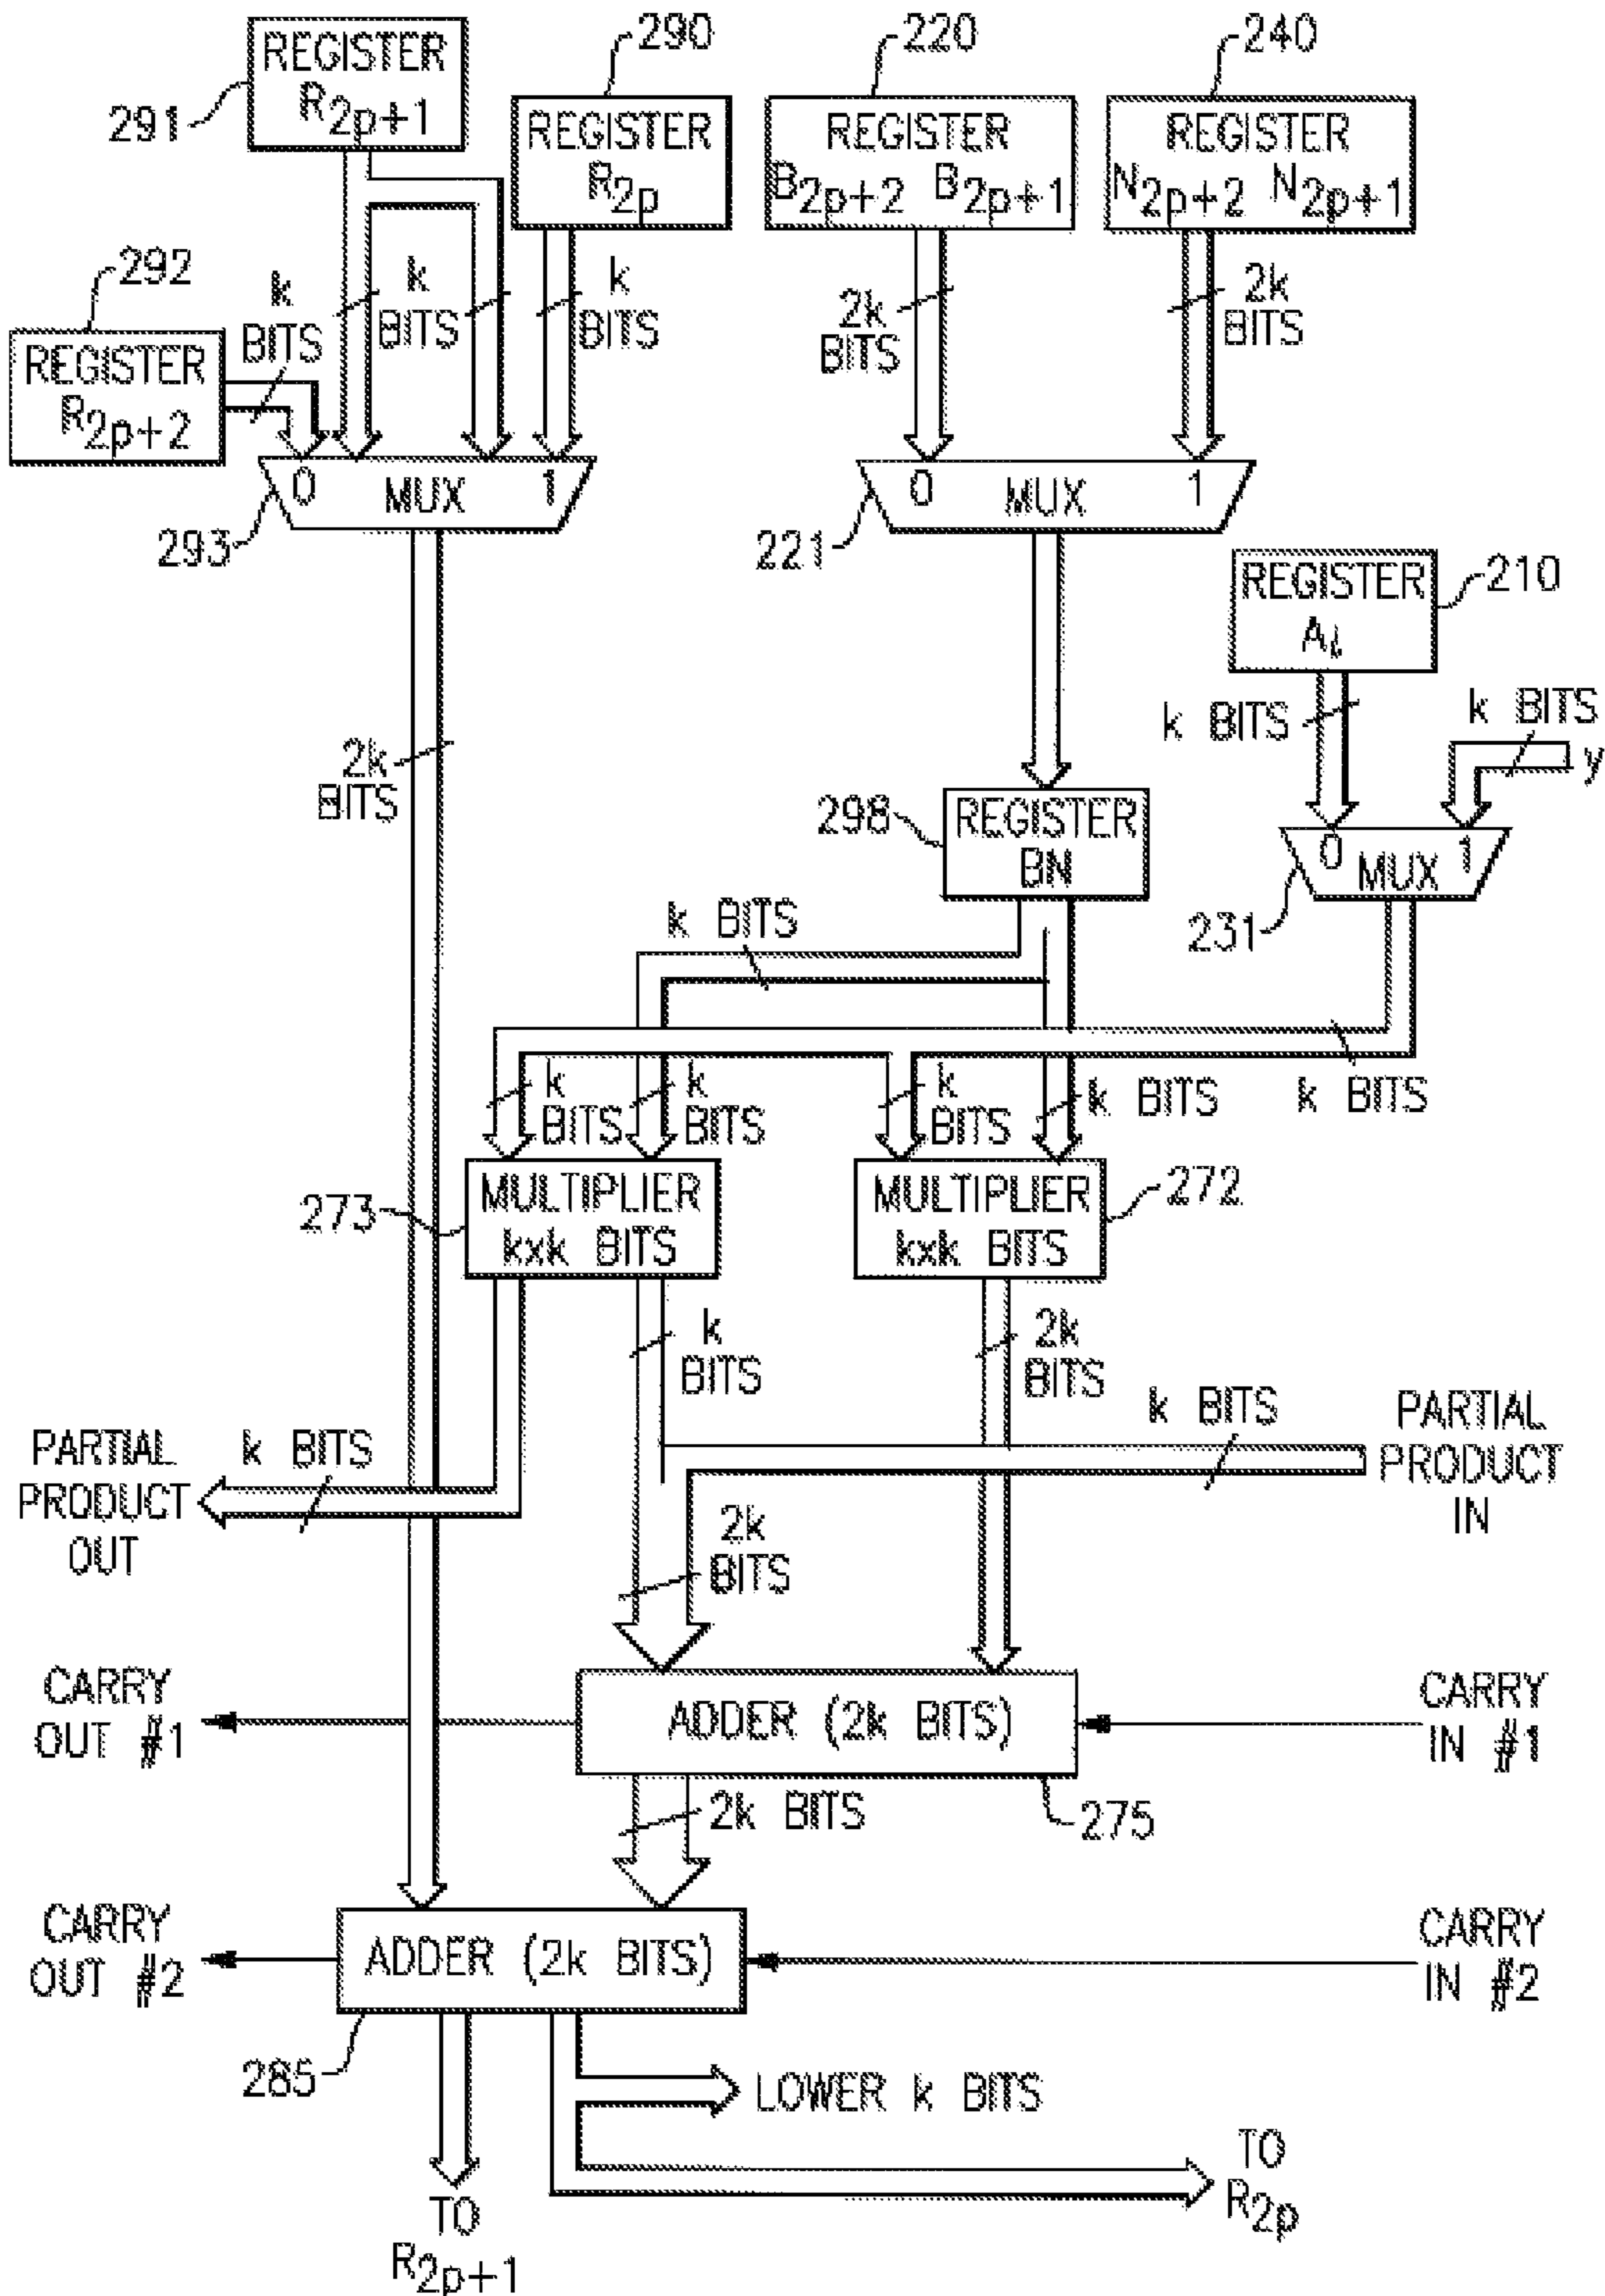 REGISTER
R2p+1
291
290
REGISTER
R2p
220
REGISTER
B2p+2 B2p+1
240
REGISTER
N2p+2 N2p+1
292
REGISTER
R2p+2
k
BITS
k
BITS
k
BITS
2k
BITS
2k
BITS
0 MUX 1
293
0 MUX 1
221
REGISTER
Ai
210
k BITS
k BITS
y
2k
BITS
298
REGISTER
BN
0 MUX 1
231
k BITS
k
BITS
k
BITS
k
BITS
k BITS
k BITS
273
MULTIPLIER
kxk BITS
MULTIPLIER
kxk BITS
272
k
BITS
2k
BITS
PARTIAL
PRODUCT
OUT
k BITS
k BITS
PARTIAL
PRODUCT
IN
2k
BITS
CARRY
OUT #1
ADDER (2k BITS)
CARRY
IN #1
2k BITS
275
CARRY
OUT #2
ADDER (2k BITS)
CARRY
IN #2
285
LOWER k BITS
TO
R2p
TO
R2p+1